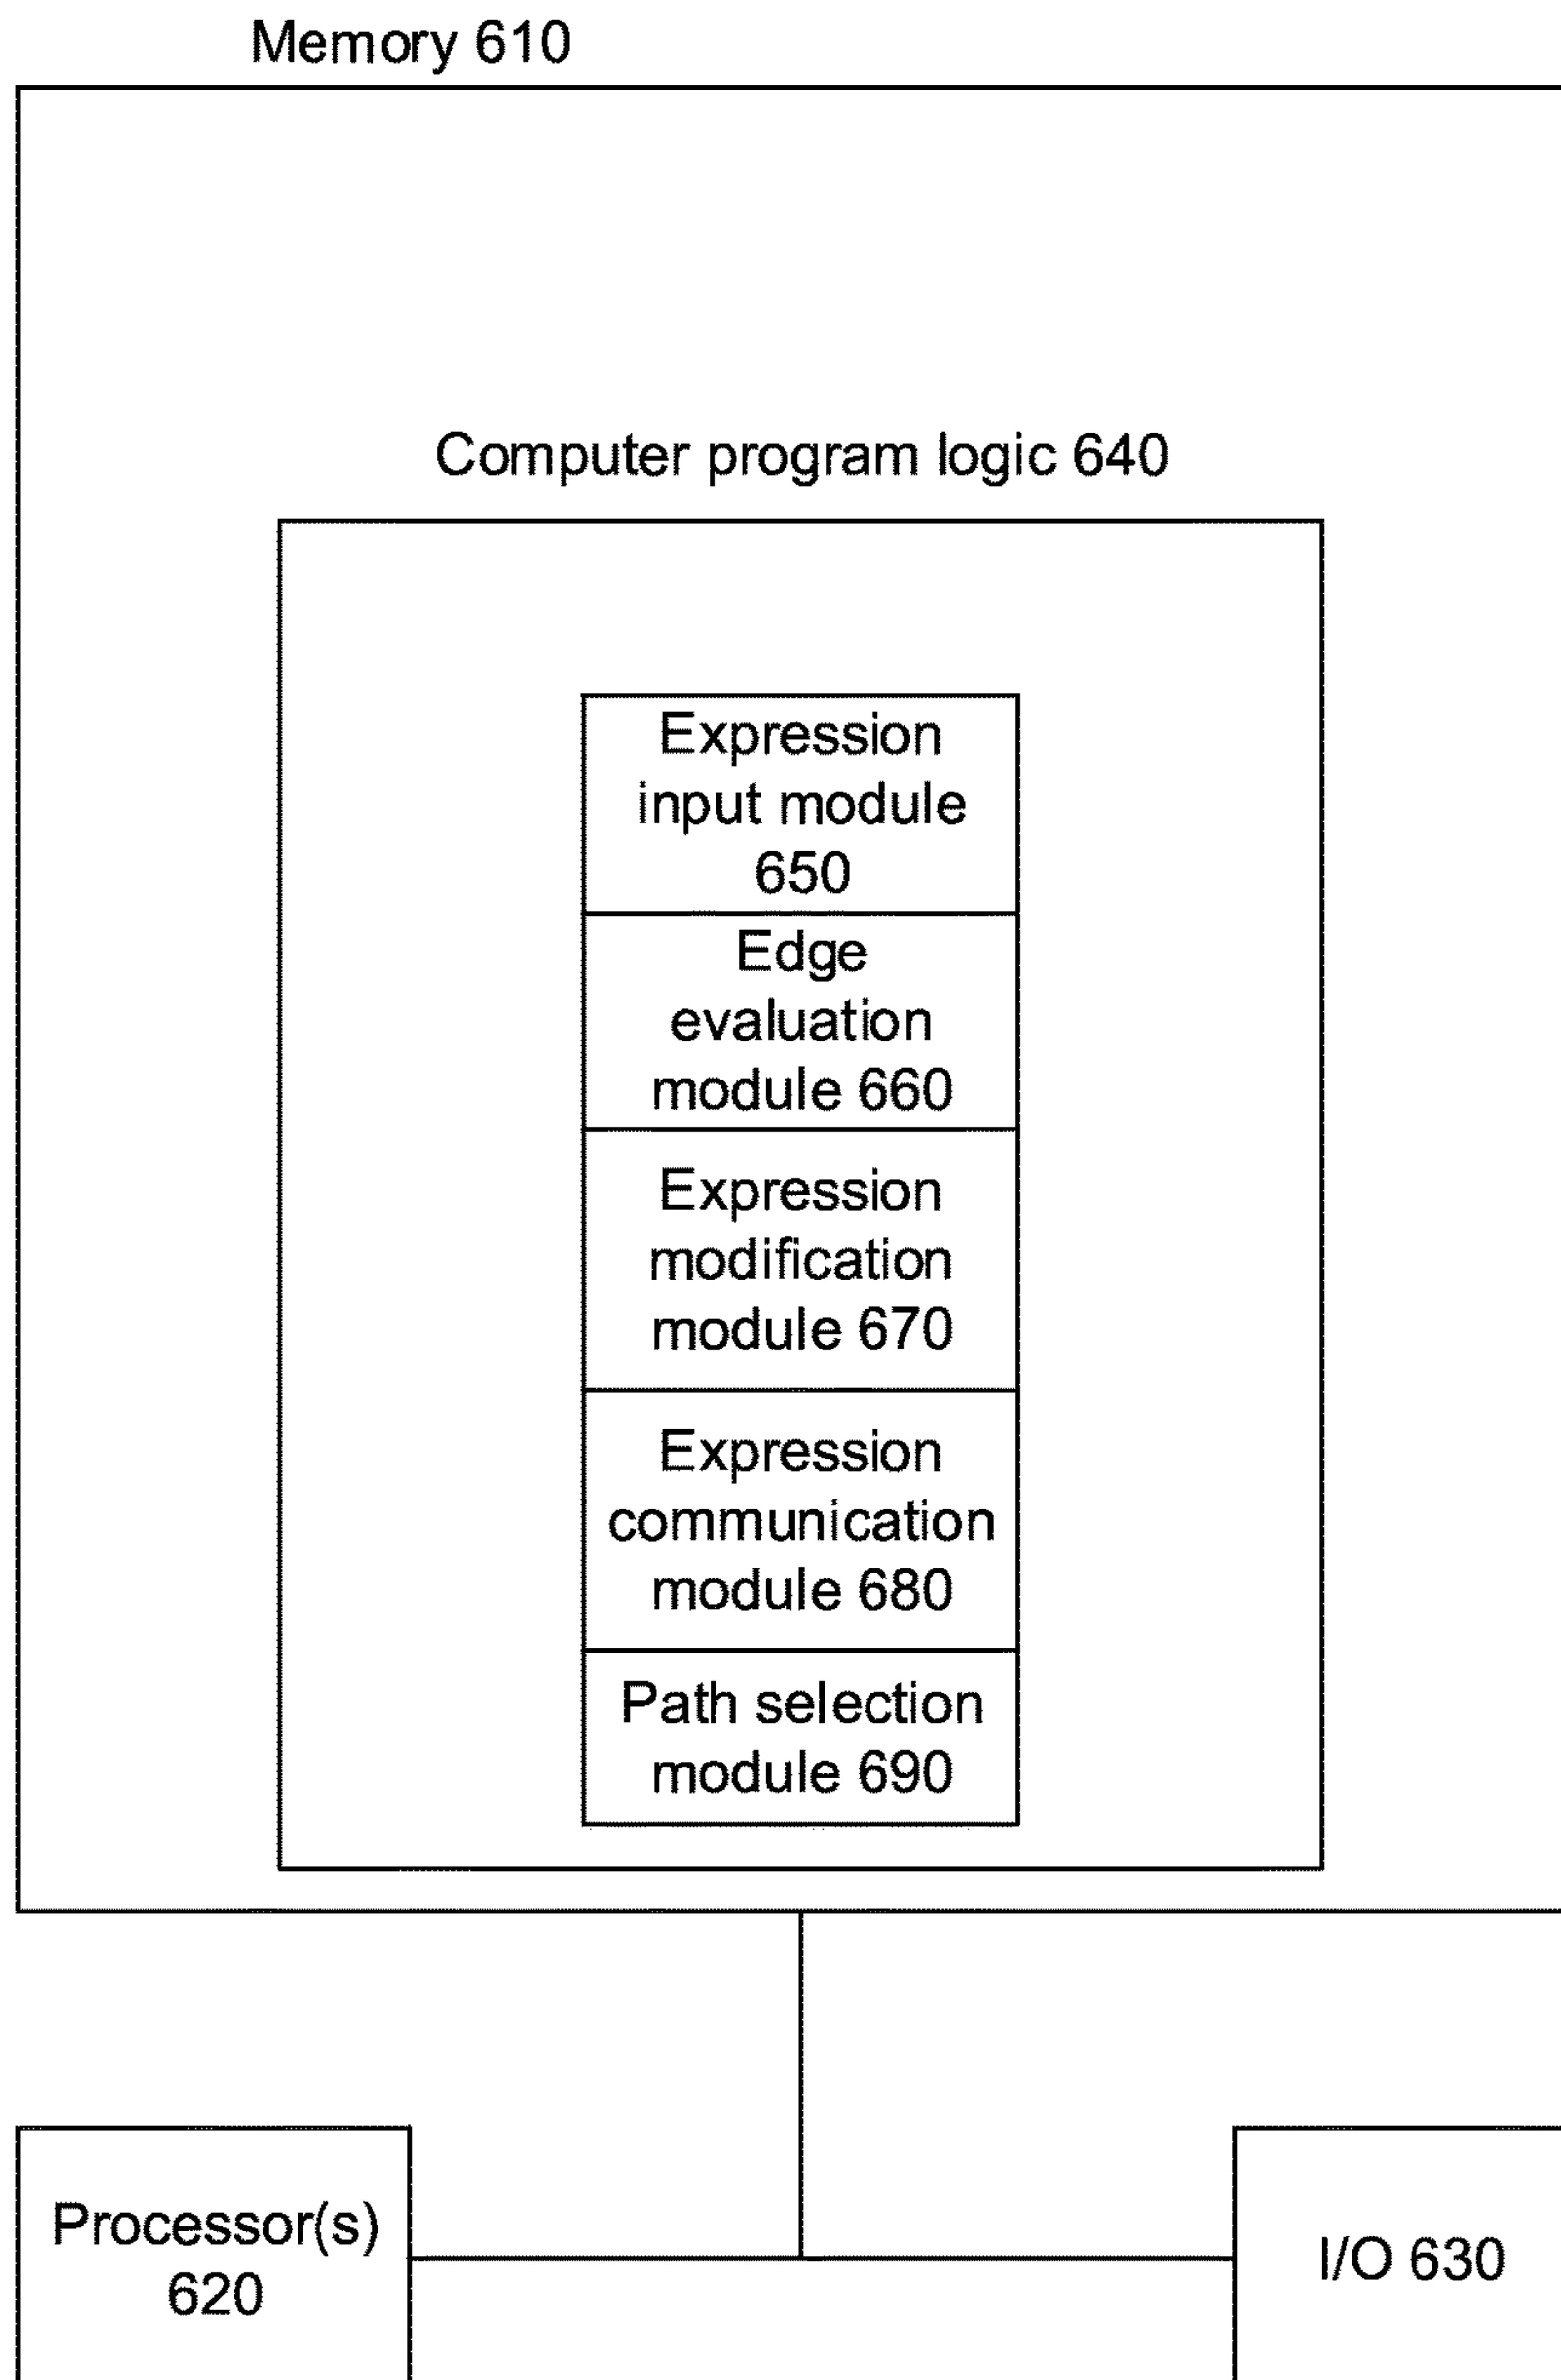 Memory 610
Computer program logic 640
Expression
input module
650
Edge
evaluation
module 660
Expression
modification
module 670
Expression
communication
module 680
Path selection
module 690
Processor(s)
620
I/O 630